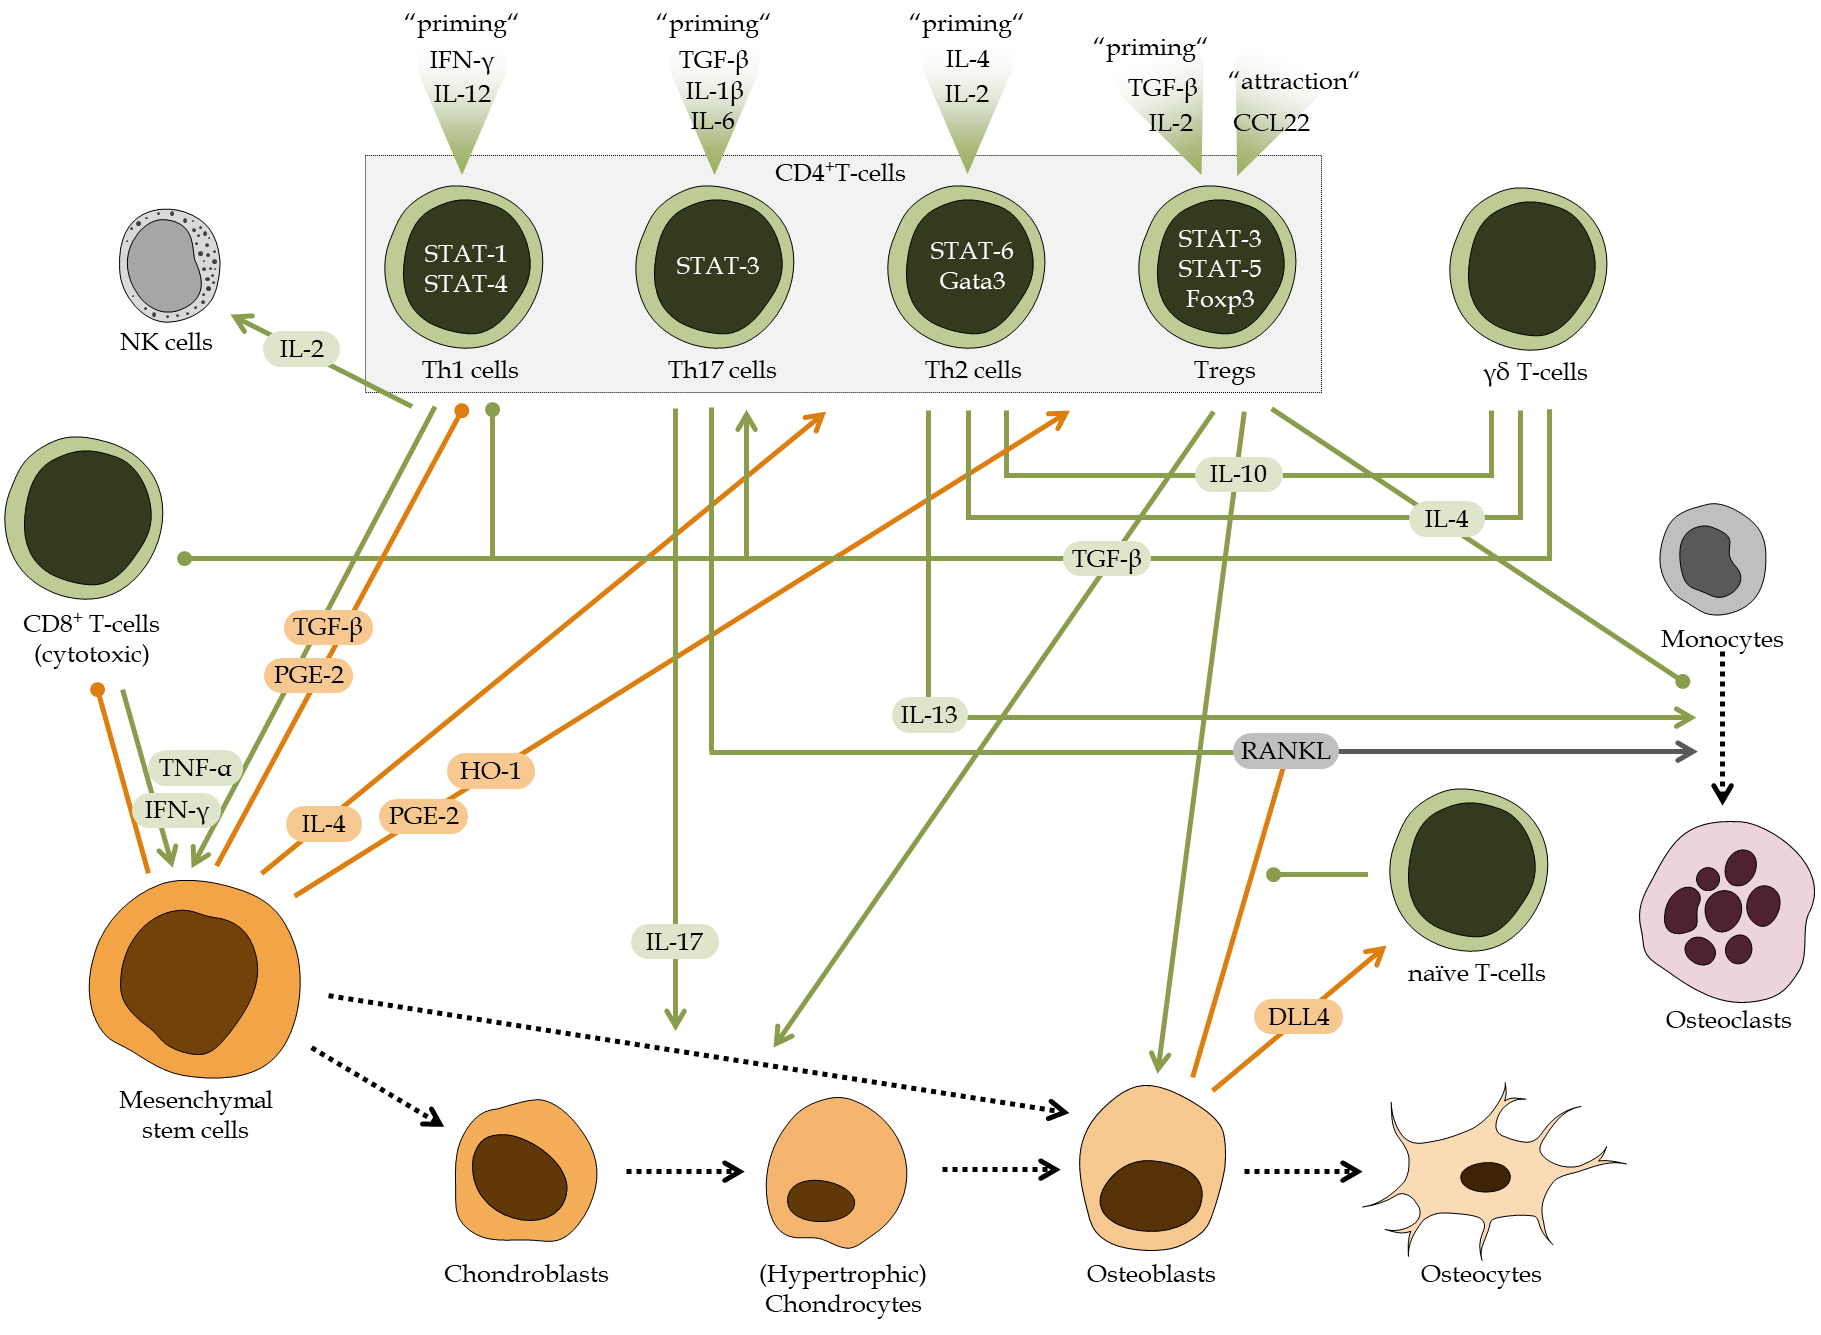 “priming“
IFN-γ
IL-12
“priming“
TGF-β
IL-1β
IL-6
“priming“
IL-4
IL-2
“priming“
TGF-β
IL-2
“attraction“
CCL22
CD4⁺T-cells
STAT-1
STAT-4
STAT-3
STAT-6
Gata3
STAT-3
STAT-5
Foxp3
Th1 cells
Th17 cells
Th2 cells
Tregs
γδ T-cells
NK cells
IL-2
IL-10
IL-4
TGF-β
CD8⁺ T-cells
(cytotoxic)
Monocytes
TGF-β
PGE-2
IL-13
RANKL
TNF-α
IFN-γ
HO-1
IL-4
PGE-2
IL-17
naïve T-cells
DLL4
Osteoclasts
Mesenchymal
stem cells
Chondroblasts
(Hypertrophic)
Chondrocytes
Osteoblasts
Osteocytes